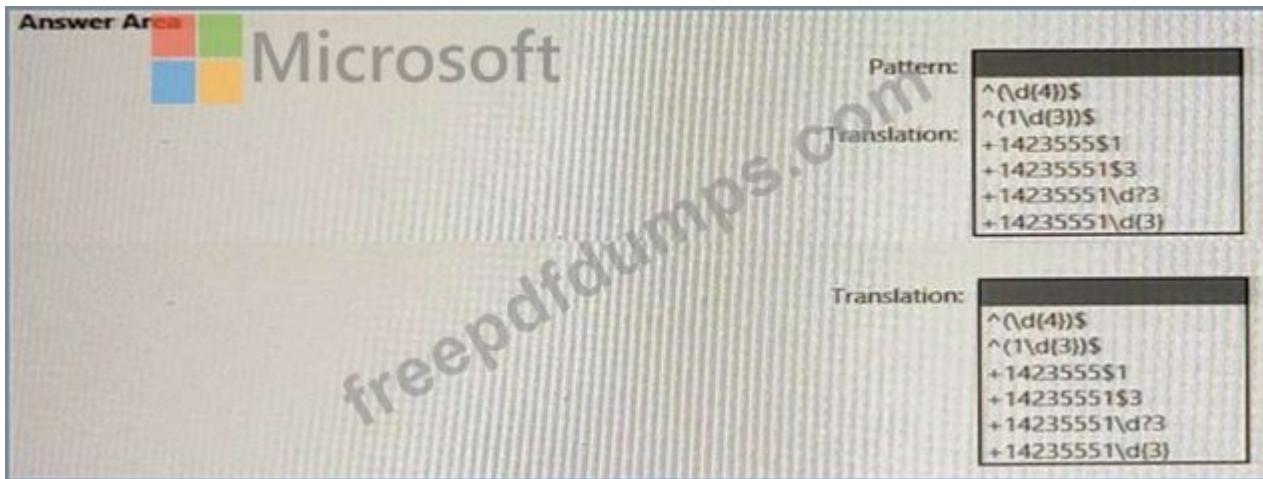 Answer Area
Microsoft
Pattern:
^(\d{4})$
^(1\d{3})$
Translation:
+1423555$1
+14235551$3
+14235551\d?3
+14235551\d{3}
freepdfdumps.com
Translation:
^(\d{4})$
^(1\d{3})$
+1423555$1
+14235551$3
+14235551\d?3
+14235551\d{3}